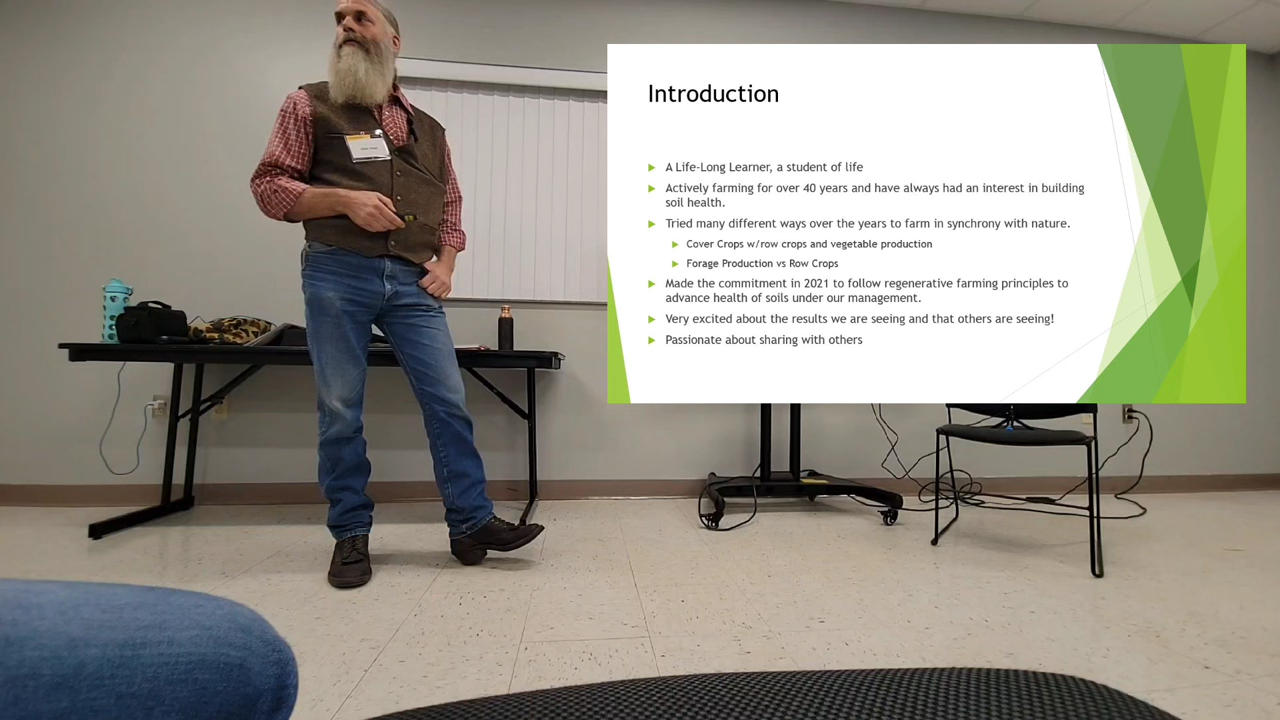 Introduction
A Life-Long Learner, a student of life
Actively farming for over 40 years and have always had an interest in building
soil health.
Tried many different ways over the years to farm in synchrony with nature.
Cover Crops w/row crops and vegetable production
Forage Production vs Row Crops
Made the commitment in 2021 to follow regenerative farming principles to
advance health of soils under our management.
Very excited about the results we are seeing and that others are seeing!
Passionate about sharing with others